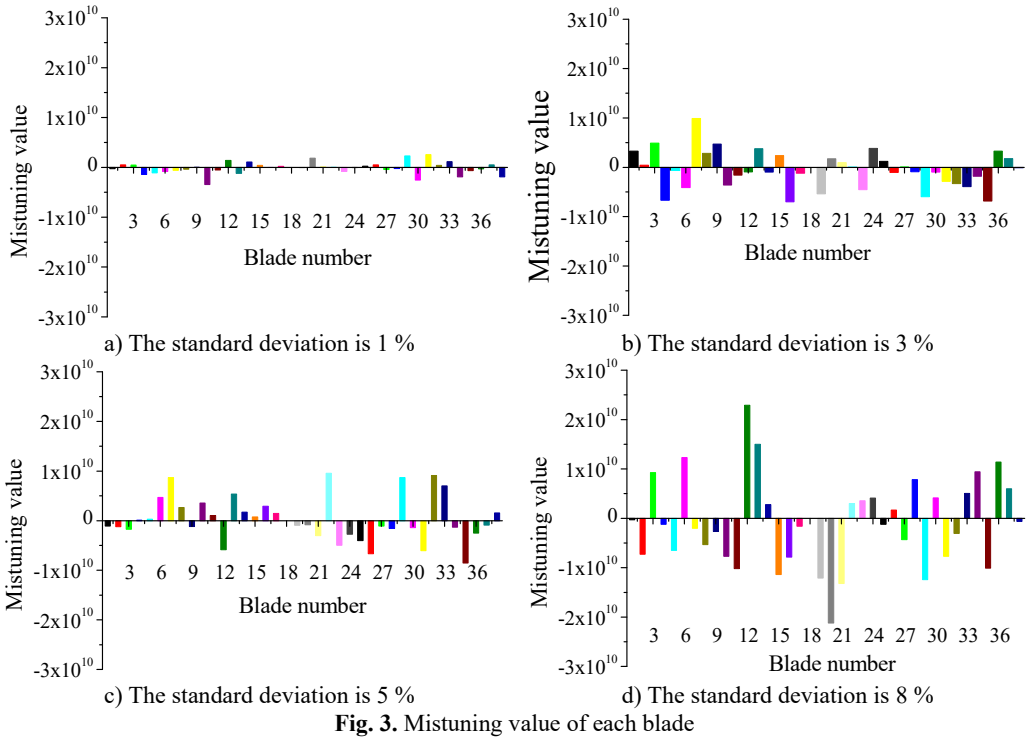 3x10^10
2x10^10
1x10^10
0
-1x10^10
-2x10^10
-3x10^10
Mistuning value
3 6 9 12 15 18 21 24 27 30 33 36
Blade number
a) The standard deviation is 1 %
3x10^10
2x10^10
1x10^10
0
-1x10^10
-2x10^10
-3x10^10
Mistuning value
3 6 9 12 15 18 21 24 27 30 33 36
Blade number
b) The standard deviation is 3 %
3x10^10
2x10^10
1x10^10
0
-1x10^10
-2x10^10
-3x10^10
Mistuning value
3 6 9 12 15 18 21 24 27 30 33 36
Blade number
c) The standard deviation is 5 %
3x10^10
2x10^10
1x10^10
0
-1x10^10
-2x10^10
-3x10^10
Mistuning value
3 6 9 12 15 18 21 24 27 30 33 36
Blade number
d) The standard deviation is 8 %
Fig. 3. Mistuning value of each blade